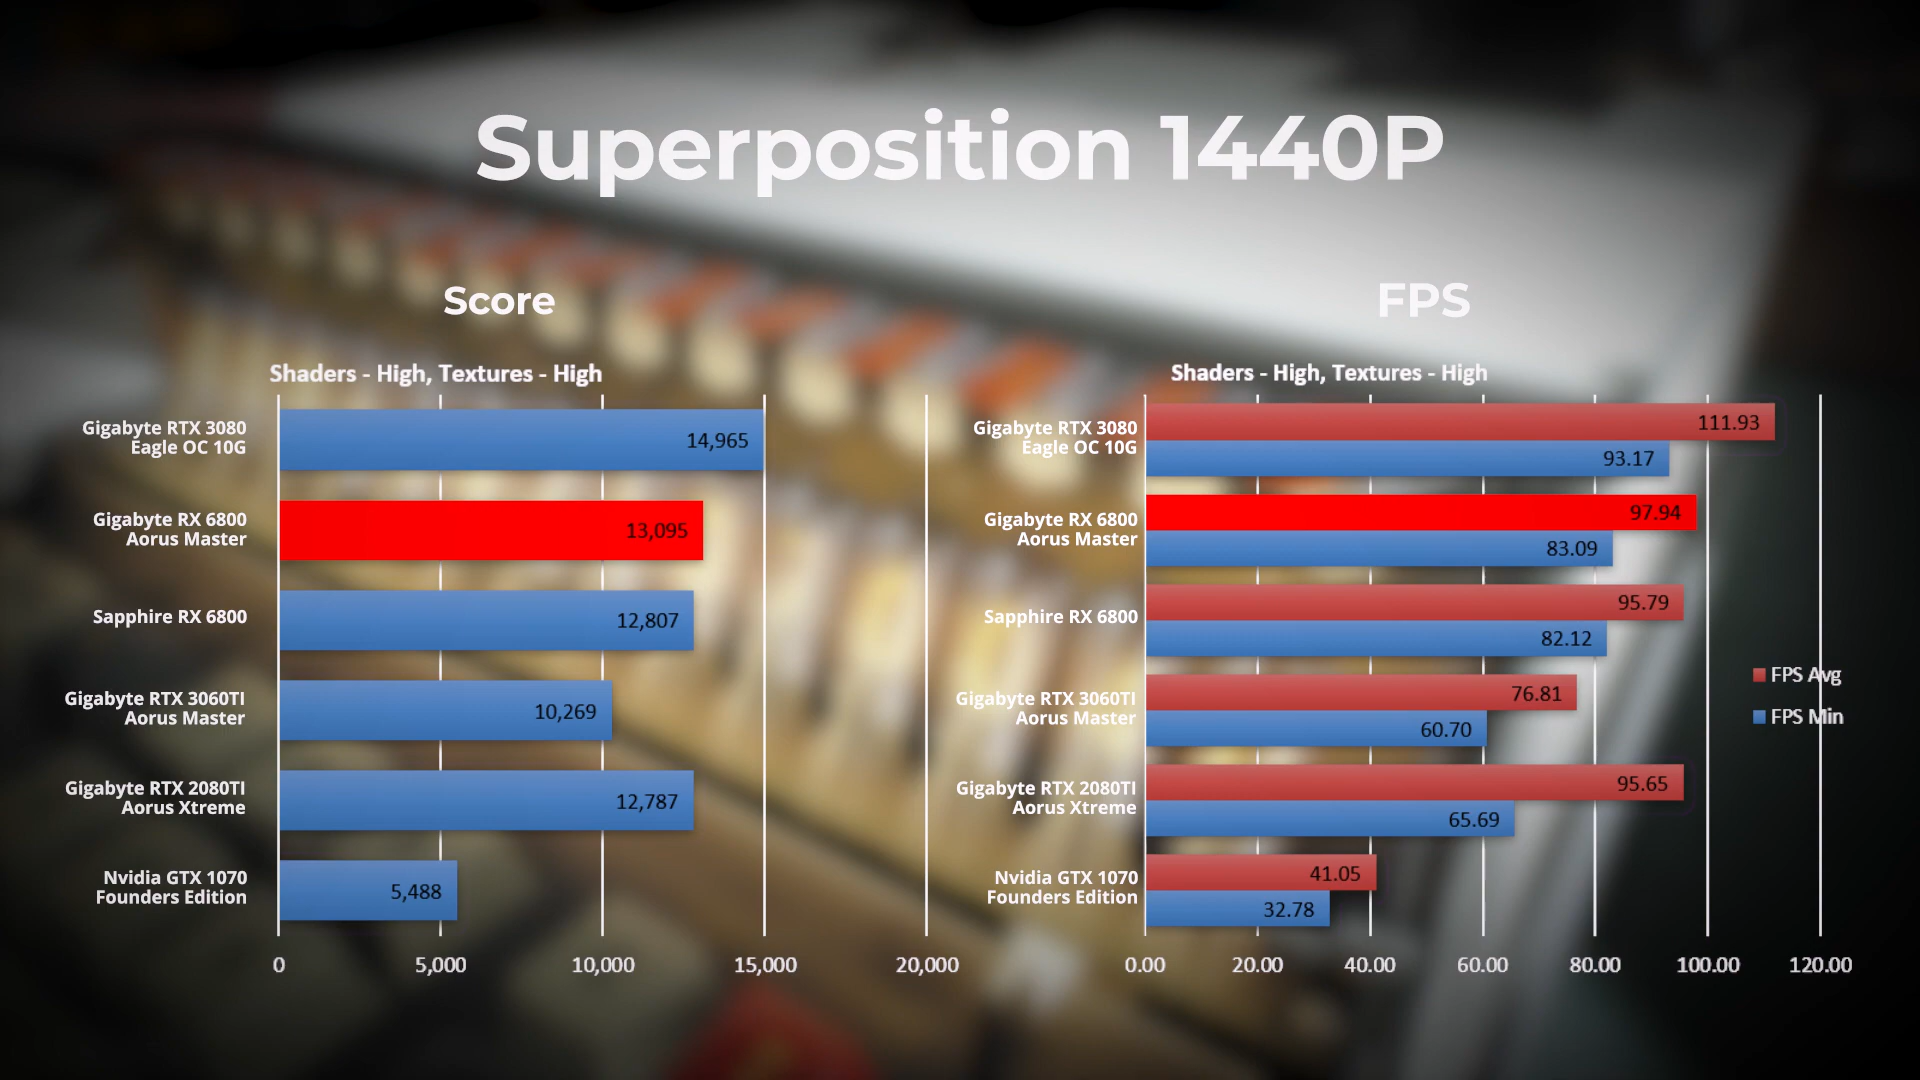 Superposition 1440P
Score
Shaders - High, Textures - High
Gigabyte RTX 3080
Eagle OC 10G
14,965
Gigabyte RX 6800
Aorus Master
13,095
Sapphire RX 6800
12,807
Gigabyte RTX 3060TI
Aorus Master
10,269
Gigabyte RTX 2080TI
Aorus Xtreme
12,787
Nvidia GTX 1070
Founders Edition
5,488
0 5,000 10,000 15,000 20,000
FPS
Shaders - High, Textures - High
Gigabyte RTX 3080
Eagle OC 10G
111.93
93.17
Gigabyte RX 6800
Aorus Master
97.94
83.09
Sapphire RX 6800
95.79
82.12
Gigabyte RTX 3060TI
Aorus Master
76.81
60.70
Gigabyte RTX 2080TI
Aorus Xtreme
95.65
65.69
Nvidia GTX 1070
Founders Edition
41.05
32.78
0.00 20.00 40.00 60.00 80.00 100.00 120.00
FPS Avg
FPS Min